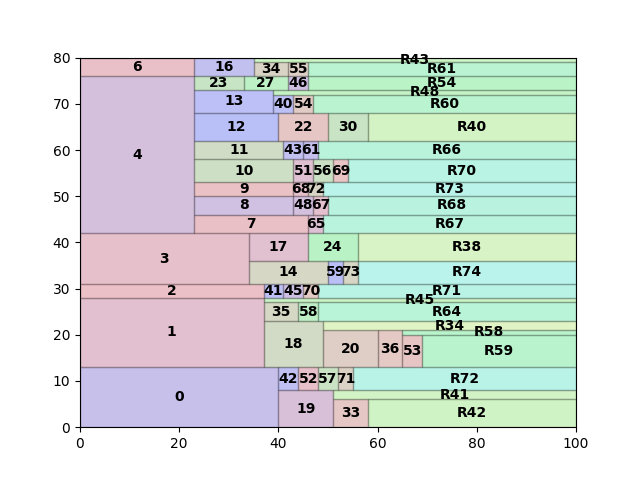 80
R43
6 16 34 55 R61
23 27 46 R54
R48
70
13 40 54 R60
12 22 30 R40
60
11 43 61 R66
4
10 51 56 69 R70
50
9 68 72 R73
8 48 67 R68
7 65 R67
40
17 24 R38
3
14 59 73 R74
30
2 41 45 70 R71
R45
35 58 R64
R34
R58
20
1 18 20 36 53 R59
10
42 52 57 71 R72
0
R41
19 33 R42
0
0 20 40 60 80 100